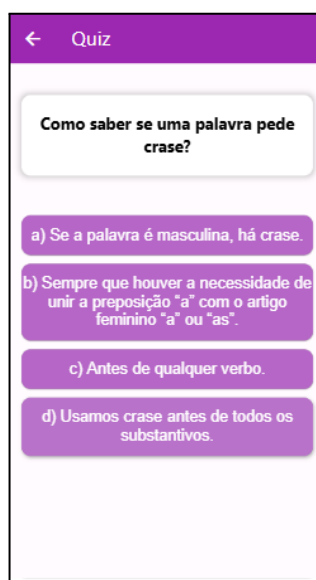 Quiz
Como saber se uma palavra pede
crase?
a) Se a palavra é masculina, há crase.
b) Sempre que houver a necessidade de
unir a preposição "a" com o artigo
feminino "a" ou "as".
c) Antes de qualquer verbo.
d) Usamos crase antes de todos os
substantivos.